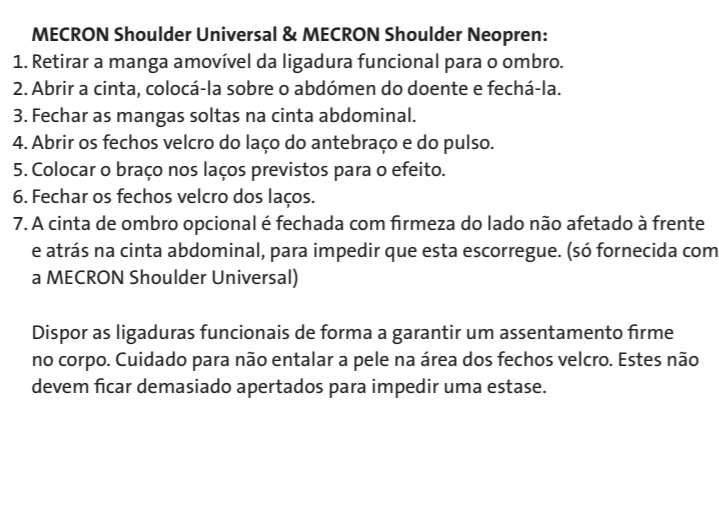 MECRON Shoulder Universal & MECRON Shoulder Neopren:
1. Retirar a manga amovível da ligadura funcional para o ombro.
2. Abrir a cinta, colocá-la sobre o abdómen do doente e fechá-la.
3. Fechar as mangas soltas na cinta abdominal.
4. Abrir os fechos velcro do laço do antebraço e do pulso.
5. Colocar o braço nos laços previstos para o efeito.
6. Fechar os fechos velcro dos laços.
7. A cinta de ombro opcional é fechada com firmeza do lado não afetado à frente
e atrás na cinta abdominal, para impedir que esta escorregue. (só fornecida com
a MECRON Shoulder Universal)
Dispor as ligaduras funcionais de forma a garantir um assentamento firme
no corpo. Cuidado para não entalar a pele na área dos fechos velcro. Estes não
devem ficar demasiado apertados para impedir uma estase.